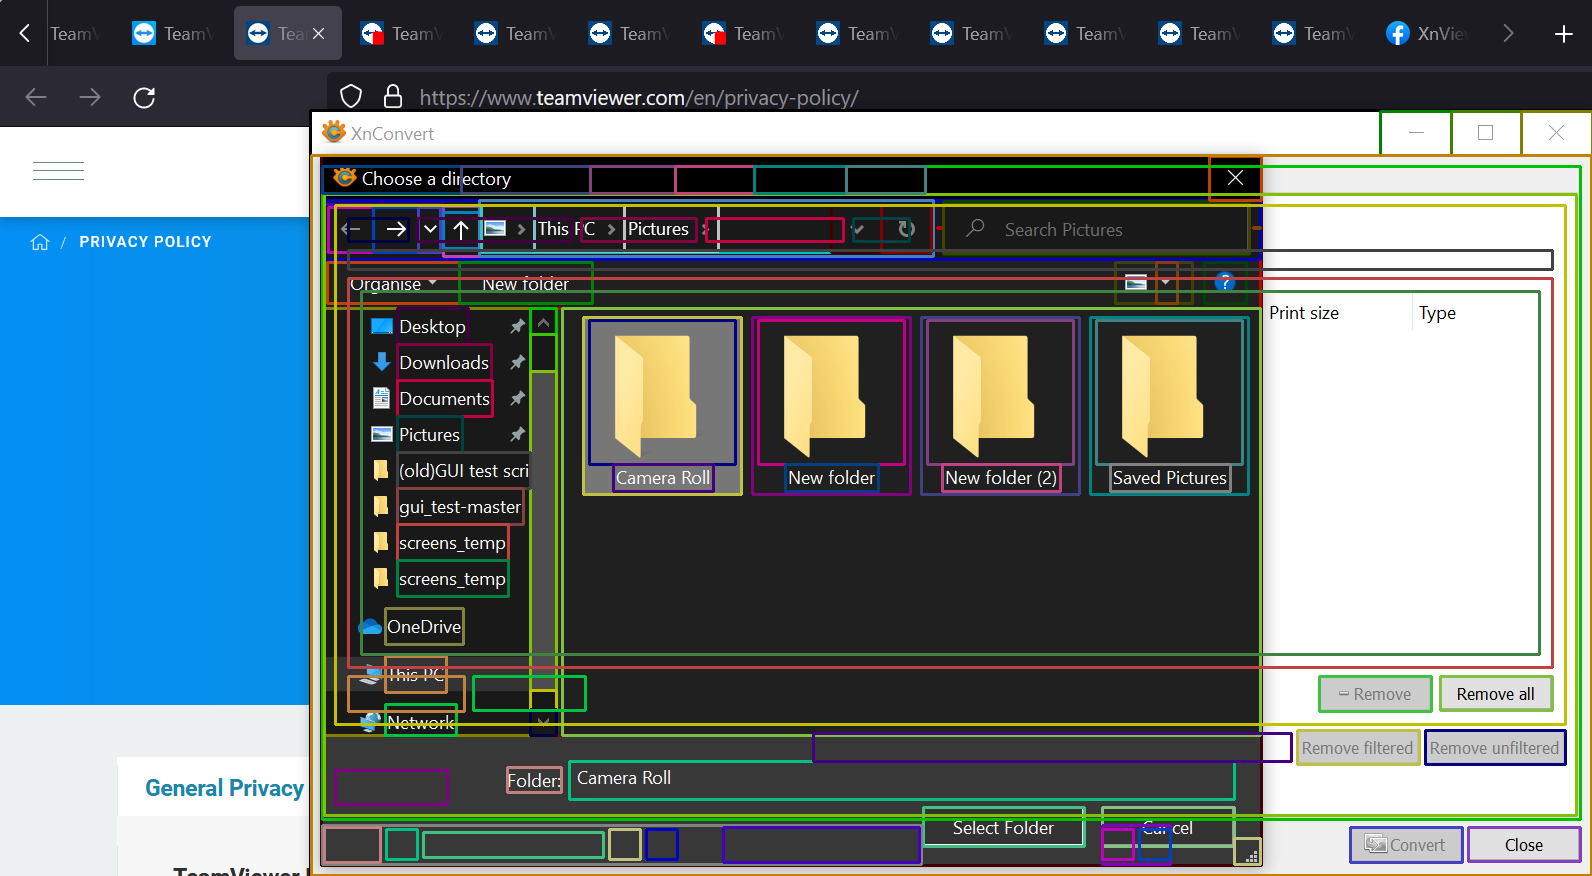 TeamV TeamV Tea TeamV TeamV TeamV TeamV TeamV TeamV TeamV TeamV TeamV XnVie
https://www.teamviewer.com/en/privacy-policy/
XnConvert
Choose a directory
/ PRIVACY POLICY
This PC Pictures
Search Pictures
Organise New folder
Print size Type
Desktop
Downloads
Documents
Pictures
(old)GUI test scri
gui_test-master
screens_temp
screens_temp
OneDrive
This PC
Network
Camera Roll New folder New folder (2) Saved Pictures
Remove Remove all
Remove filtered Remove unfiltered
Folder: Camera Roll
General Privacy
Select Folder Cancel
Convert Close
TeamViewer